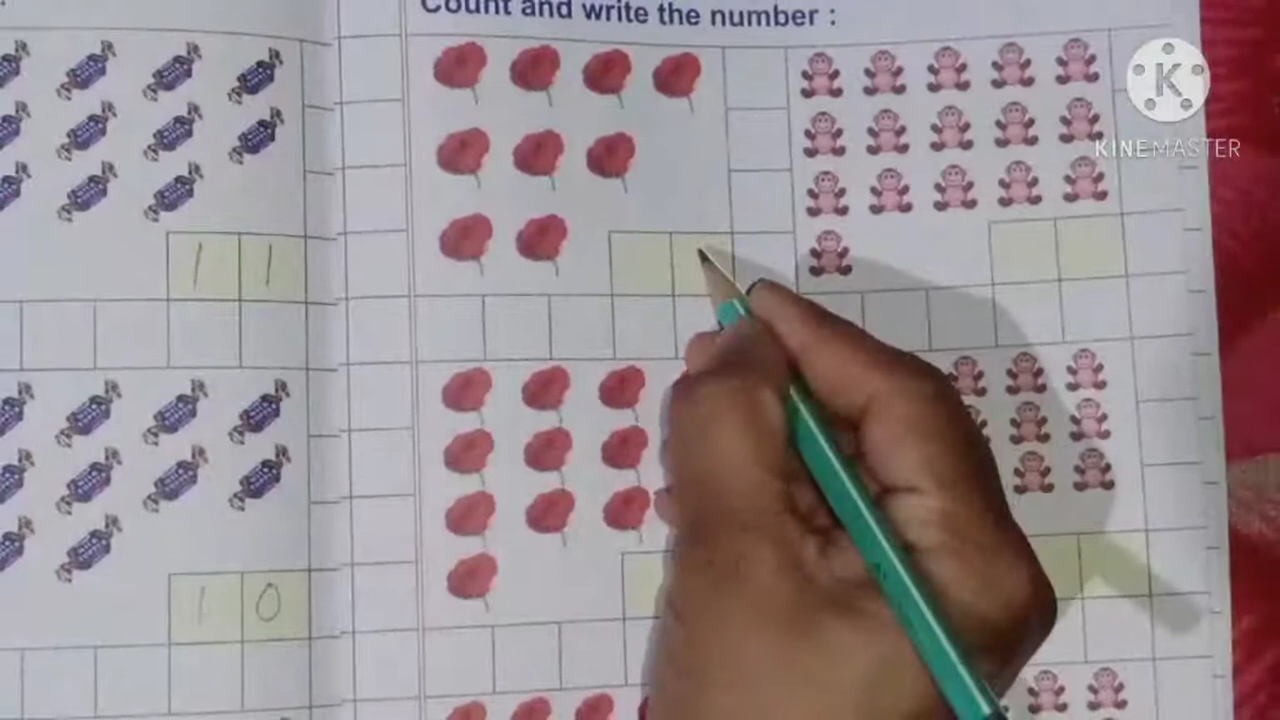 Count and write the number :
K
KINEMASTER
1 1
1 0